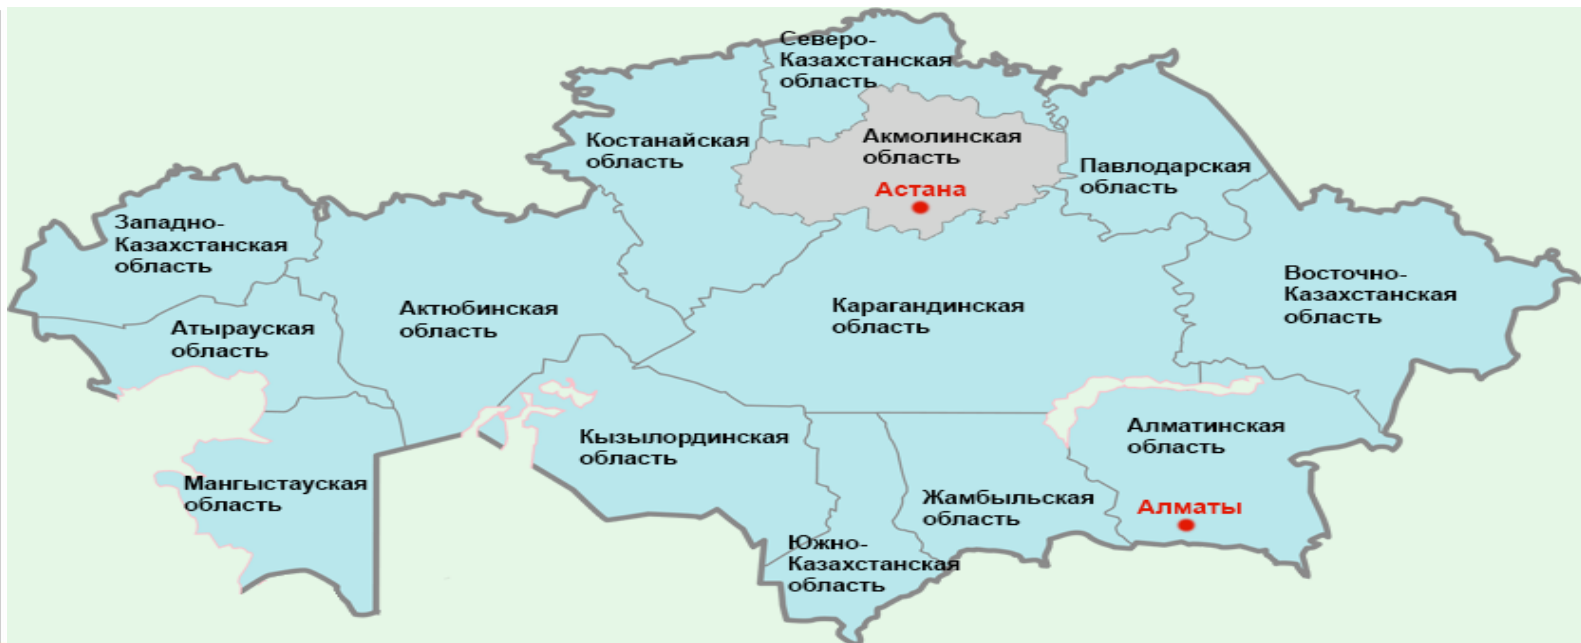 Северо-
Казахстанская
область
Костанайская
область
Акмолинская
область
Астана
Павлодарская
область
Западно-
Казахстанская
область
Актюбинская
область
Атырауская
область
Карагандинская
область
Восточно-
Казахстанская
область
Мангыстауская
область
Кызылординская
область
Алматинская
область
Алматы
Жамбыльская
область
Южно-
Казахстанская
область